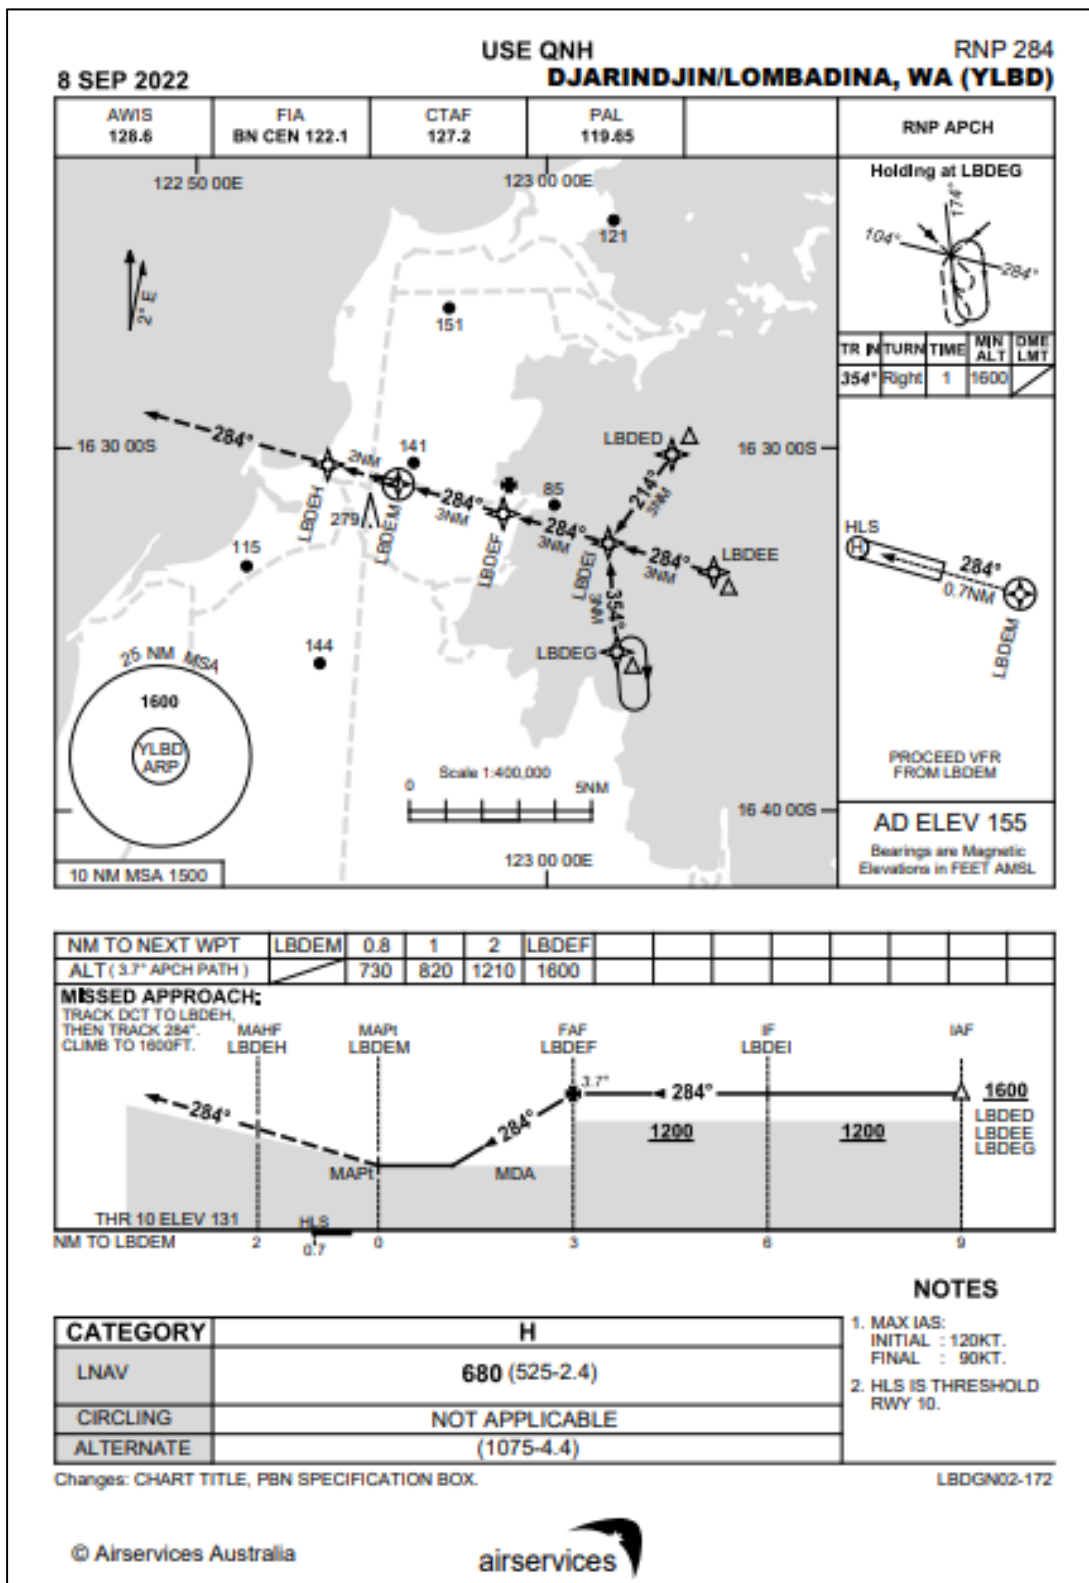 USE QNH
RNP 284
8 SEP 2022
DJARINDJIN/LOMBADINA, WA (YLBD)
AWIS
128.6
FIA
BN CEN 122.1
CTAF
127.2
PAL
119.65
RNP APCH
122 50 00E
123 00 00E
121
151
2° E
16 30 00S
16 30 00S
284°
2NM
141
LBDED
214°
3NM
85
284°
3NM
284°
3NM
284°
3NM
LBDEE
LBDEH
279
LBDEM
LBDEF
LBDEI
354°
3NM
115
144
LBDEG
25 NM MSA
1600
YLBD
ARP
Scale 1:400,000
0
5NM
16 40 00S
123 00 00E
10 NM MSA 1500
Holding at LBDEG
174°
104°
284°
TR IN TURN TIME MIN ALT DME LMT
354° Right 1 1600
HLS
H
284°
0.7NM
LBDEM
PROCEED VFR
FROM LBDEM
AD ELEV 155
Bearings are Magnetic
Elevations in FEET AMSL
NM TO NEXT WPT LBDEM 0.8 1 2 LBDEF
ALT ( 3.7° APCH PATH ) 730 820 1210 1600
MISSED APPROACH:
TRACK DCT TO LBDEH,
THEN TRACK 284°.
CLIMB TO 1600FT.
MAHF
LBDEH
MAPt
LBDEM
FAF
LBDEF
IF
LBDEI
IAF
3.7°
284°
284°
284°
1600
LBDED
LBDEE
LBDEG
1200
1200
MAPt
MDA
THR 10 ELEV 131
HLS
NM TO LBDEM 2 0.7 0 3 6 9
NOTES
1. MAX IAS:
INITIAL : 120KT.
FINAL : 90KT.
2. HLS IS THRESHOLD
RWY 10.
CATEGORY H
LNAV 680 (525-2.4)
CIRCLING NOT APPLICABLE
ALTERNATE (1075-4.4)
Changes: CHART TITLE, PBN SPECIFICATION BOX.
LBDGN02-172
© Airservices Australia
airservices